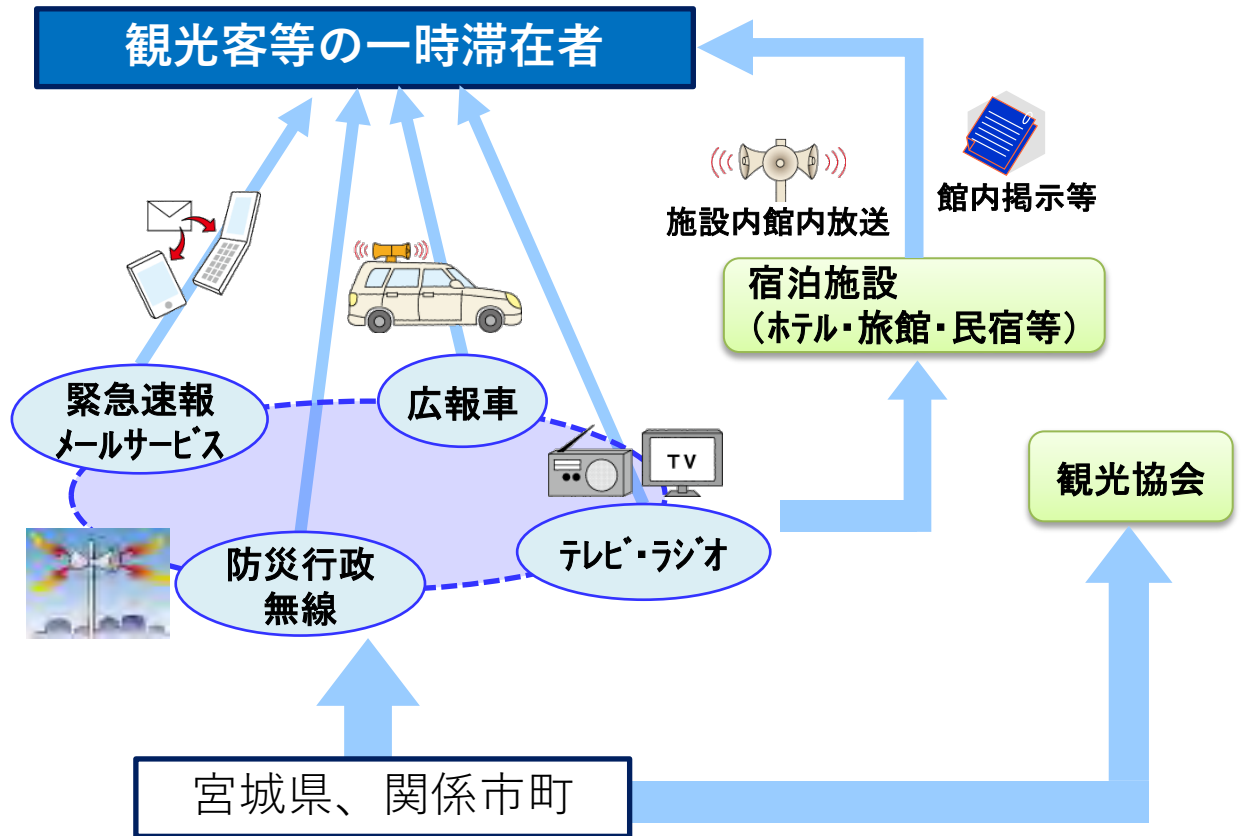 観光客等の一時滞在者
施設内館内放送
館内掲示等
宿泊施設
（ホテル・旅館・民宿等）
緊急速報
メールサービス
広報車
TV
観光協会
テレビ・ラジオ
防災行政
無線
宮城県、関係市町